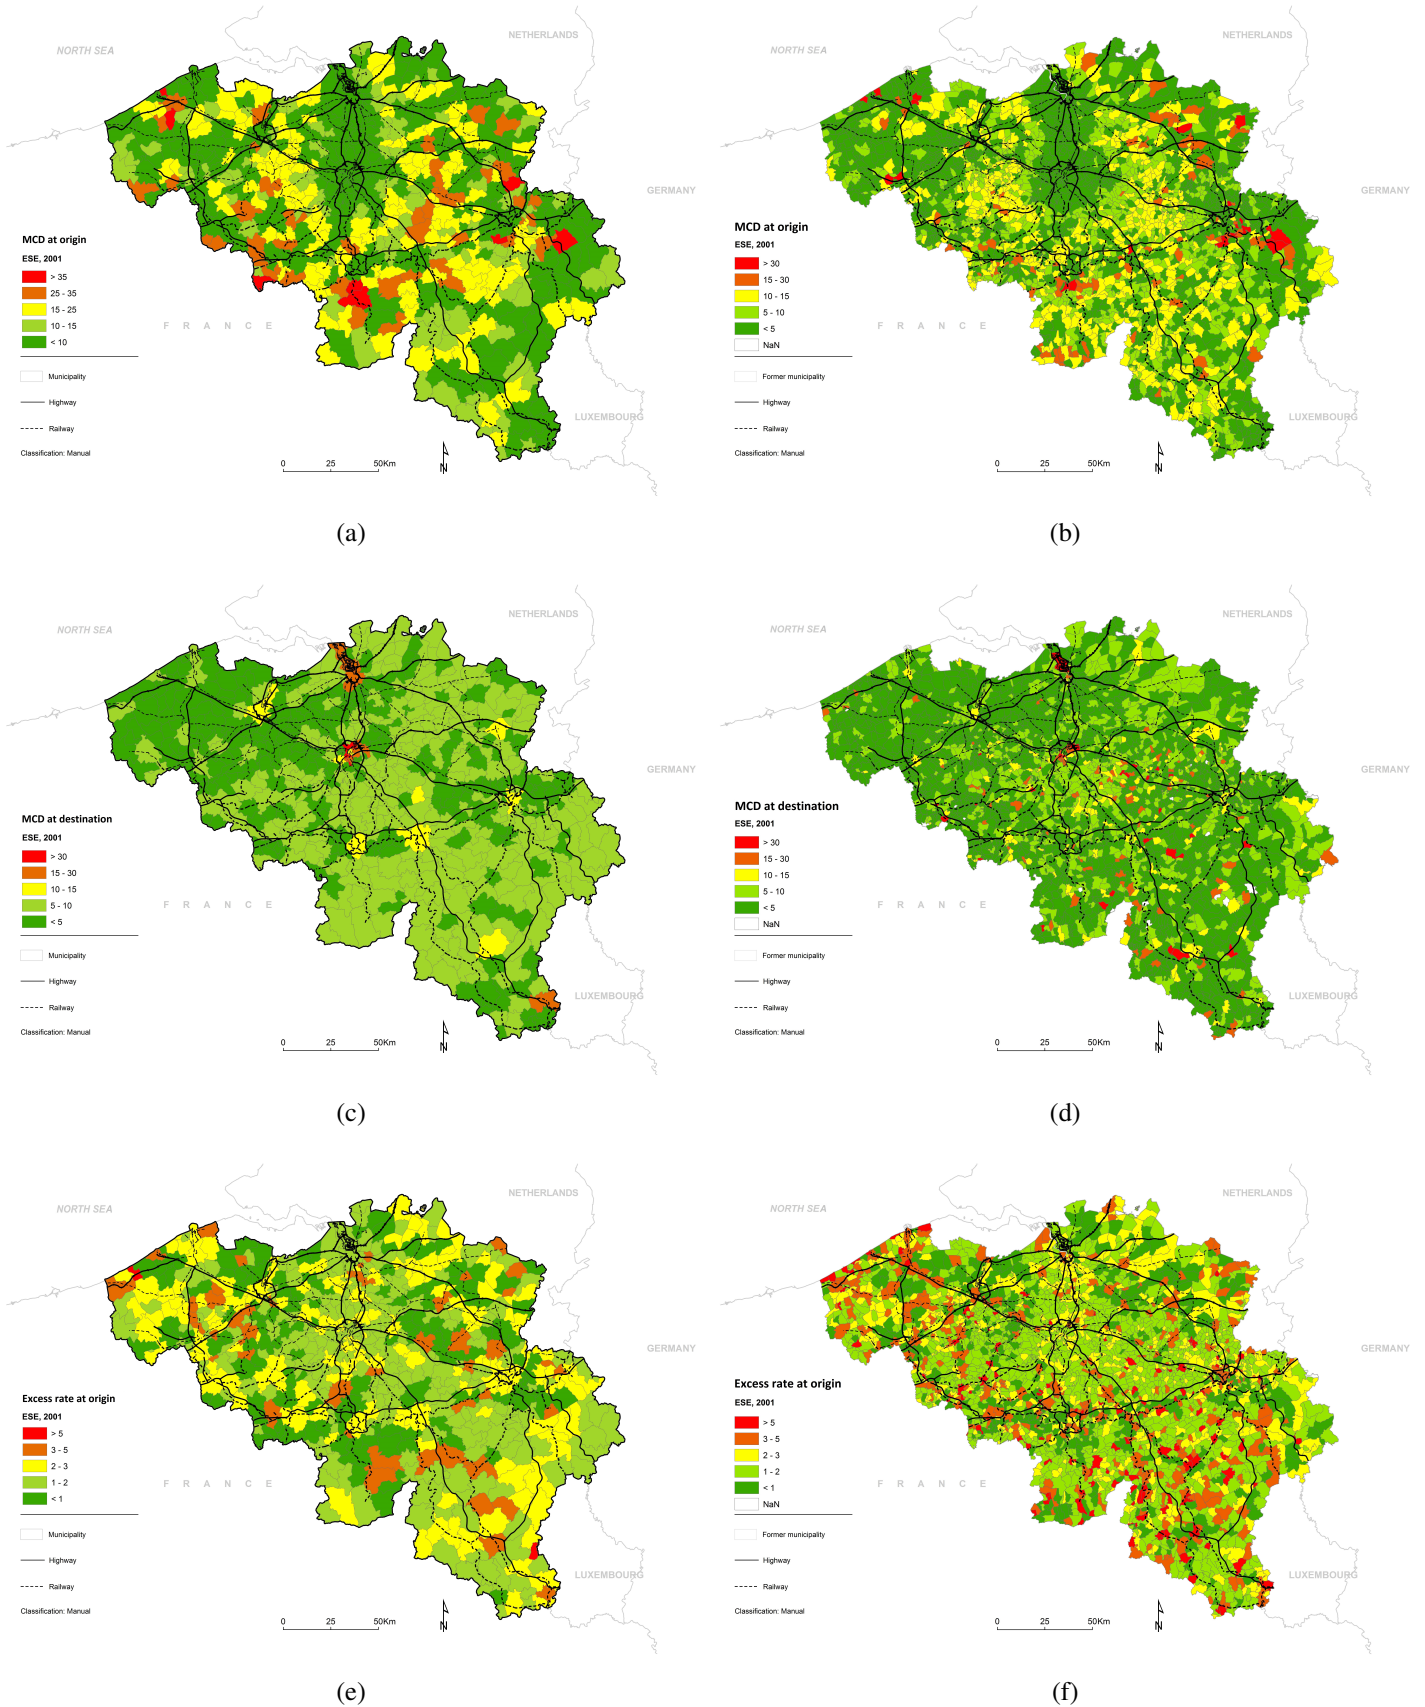 NORTH SEA
NETHERLANDS
GERMANY
MCD at origin
ESE, 2001
> 35
25 - 35
15 - 25
10 - 15
< 10
F R A N C E
Municipality
Highway
LUXEMBOURG
Railway
Classification: Manual
0 25 50Km
N
(a)
NORTH SEA
NETHERLANDS
GERMANY
MCD at origin
ESE, 2001
> 30
15 - 30
10 - 15
5 - 10
< 5
NaN
F R A N C E
Former municipality
Highway
LUXEMBOURG
Railway
Classification: Manual
0 25 50Km
N
(b)
NORTH SEA
NETHERLANDS
GERMANY
MCD at destination
ESE, 2001
> 30
15 - 30
10 - 15
5 - 10
< 5
F R A N C E
Municipality
Highway
LUXEMBOURG
Railway
Classification: Manual
0 25 50Km
N
(c)
NORTH SEA
NETHERLANDS
GERMANY
MCD at destination
ESE, 2001
> 30
15 - 30
10 - 15
5 - 10
< 5
NaN
F R A N C E
Former municipality
Highway
LUXEMBOURG
Railway
Classification: Manual
0 25 50Km
N
(d)
NORTH SEA
NETHERLANDS
GERMANY
Excess rate at origin
ESE, 2001
> 5
3 - 5
2 - 3
1 - 2
< 1
F R A N C E
Municipality
Highway
LUXEMBOURG
Railway
Classification: Manual
0 25 50Km
N
(e)
NORTH SEA
NETHERLANDS
GERMANY
Excess rate at origin
ESE, 2001
> 5
3 - 5
2 - 3
1 - 2
< 1
NaN
F R A N C E
Former municipality
Highway
LUXEMBOURG
Railway
Classification: Manual
0 25 50Km
N
(f)